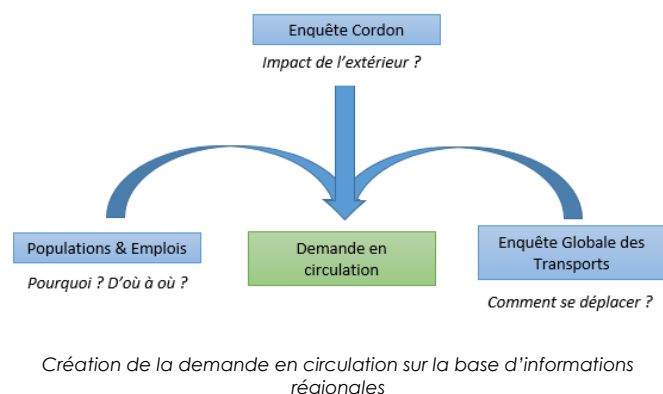 Enquête Cordon
Impact de l'extérieur ?
Populations & Emplois
Pourquoi ? D'où à où ?
Demande en
circulation
Enquête Globale des
Transports
Comment se déplacer ?
Création de la demande en circulation sur la base d'informations
régionales